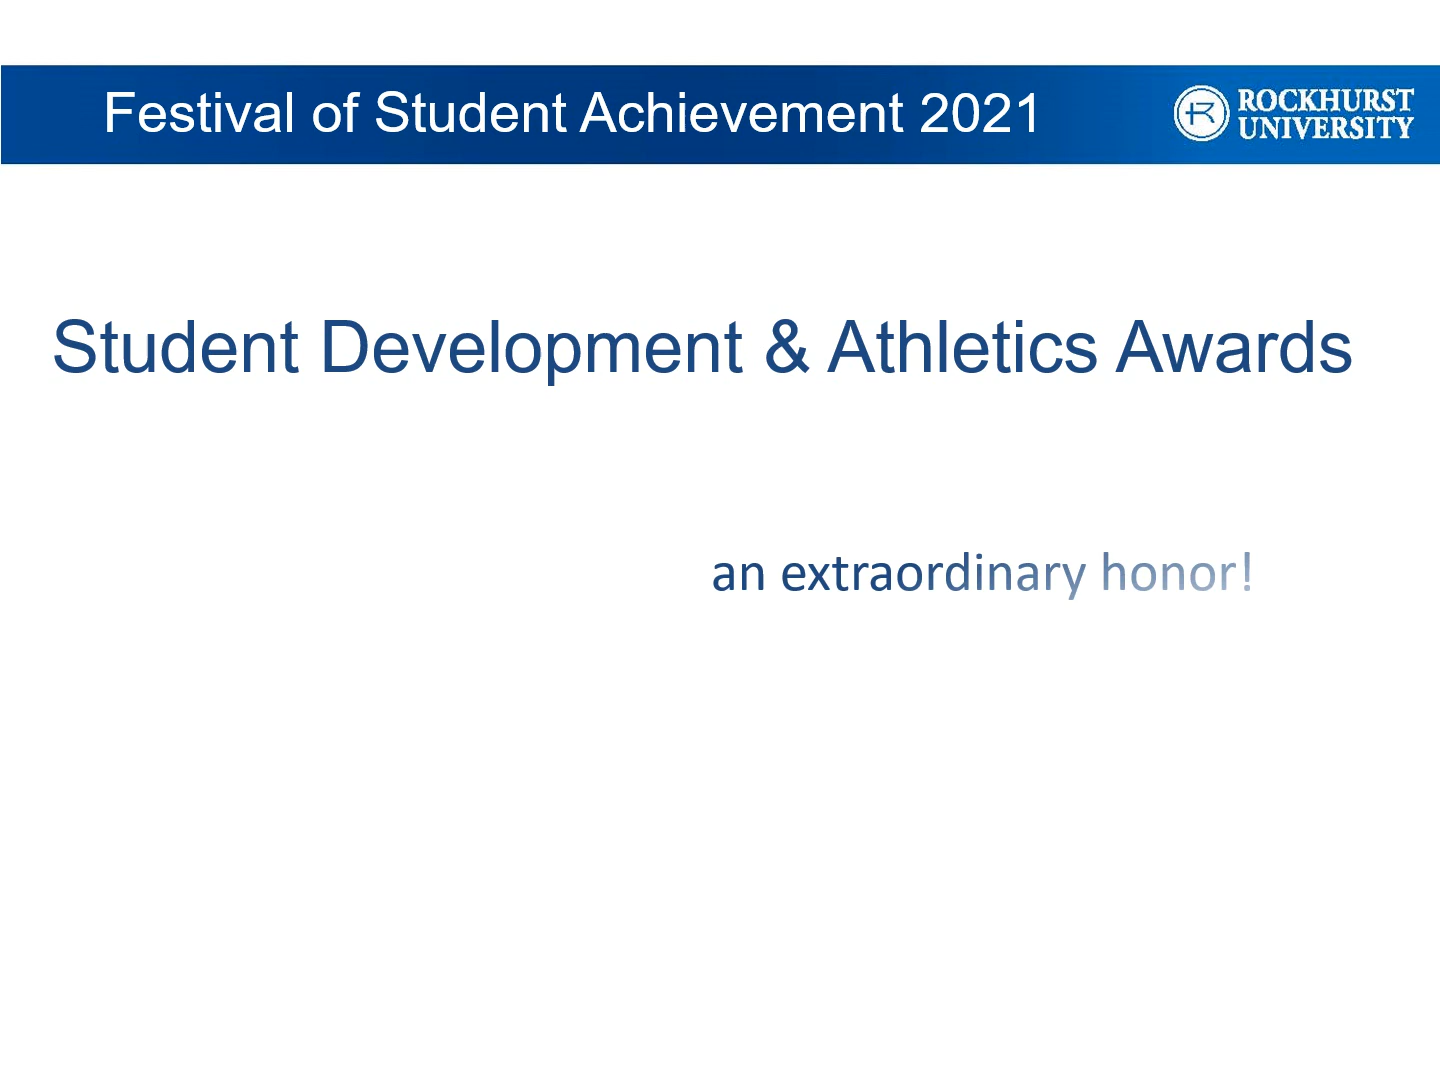 Festival of Student Achievement 2021
ROCKHURST
UNIVERSITY
Student Development & Athletics Awards
an extraordinary honor!